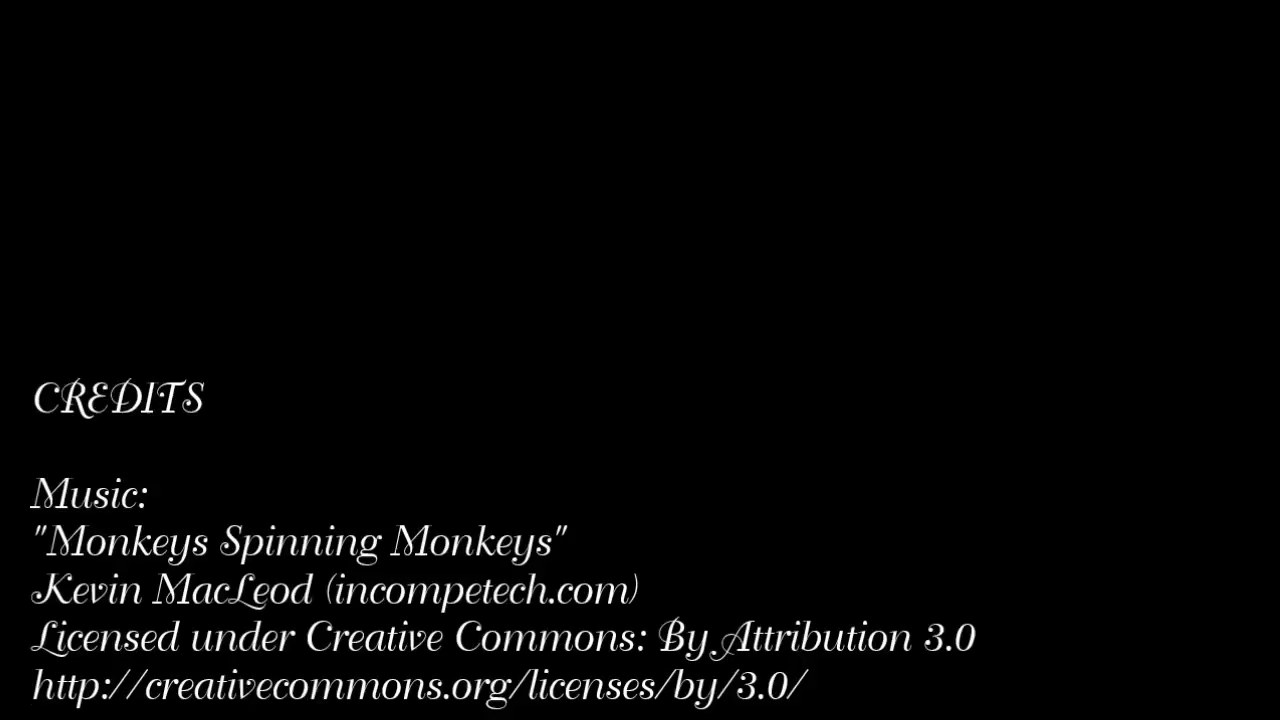 CREDITS
Music:
"Monkeys Spinning Monkeys"
Kevin MacLeod (incompetech.com)
Licensed under Creative Commons: By Attribution 3.0
http://creativecommons.org/licenses/by/3.0/